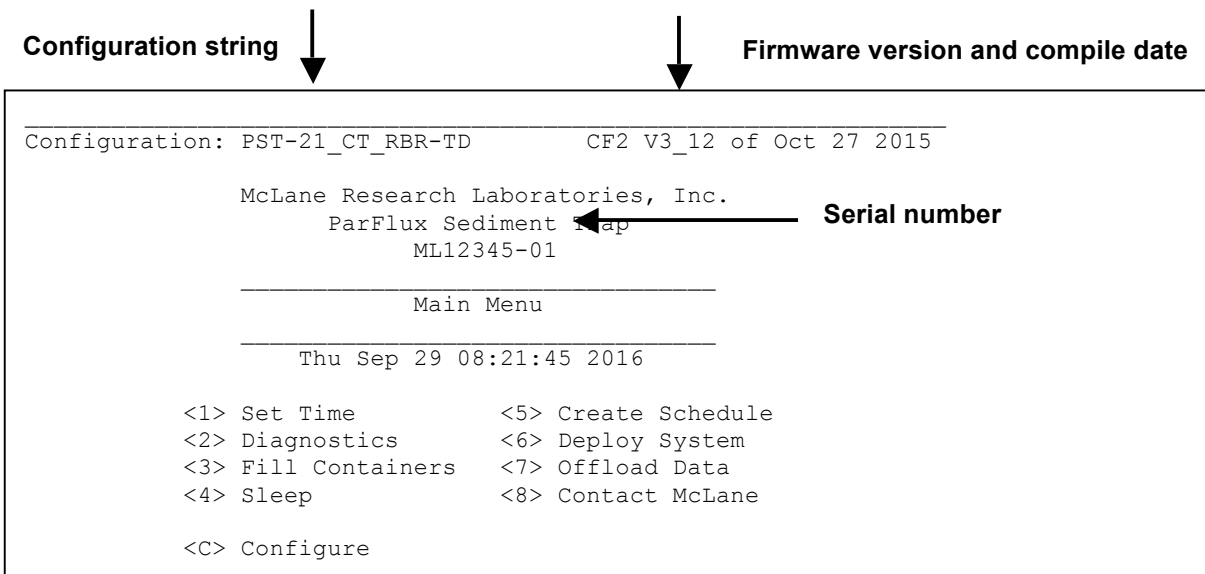 Configuration string
Firmware version and compile date
Configuration: PST-21_CT_RBR-TD CF2 V3_12 of Oct 27 2015
McLane Research Laboratories, Inc.
ParFlux Sediment Trap
Serial number
ML12345-01
Main Menu
Thu Sep 29 08:21:45 2016
<1> Set Time <5> Create Schedule
<2> Diagnostics <6> Deploy System
<3> Fill Containers <7> Offload Data
<4> Sleep <8> Contact McLane
<C> Configure